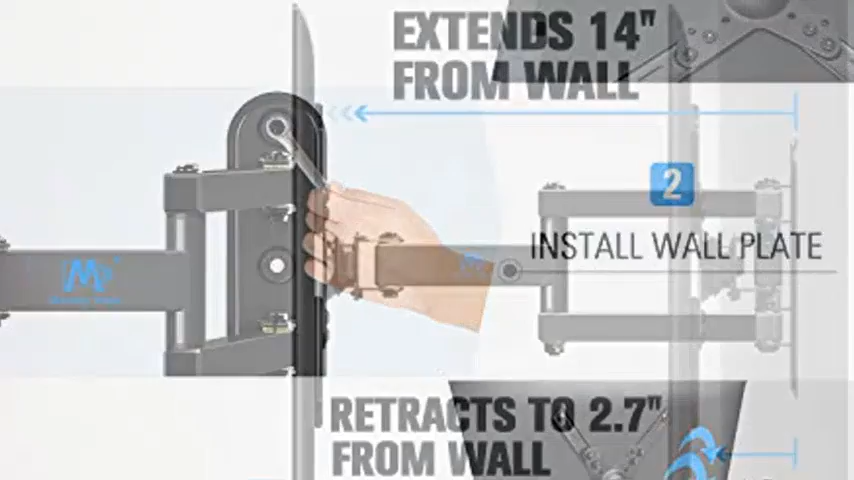 EXTENDS 14"
FROM WALL
2
INSTALL WALL PLATE
RETRACTS TO 2.7"
FROM WALL